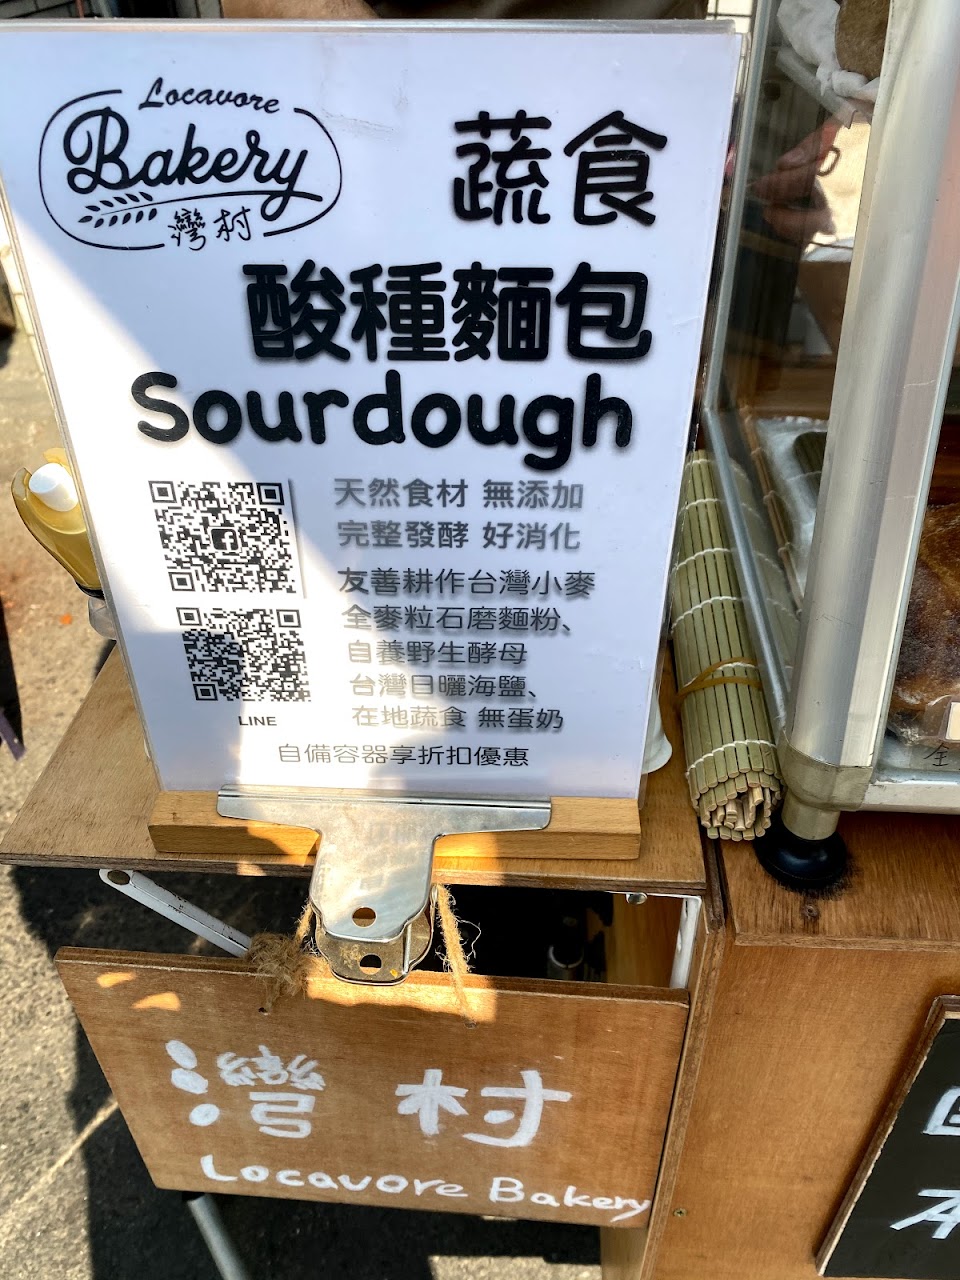 Locavore
Bakery
灣村
蔬食
酸種麵包
Sourdough
天然食材 無添加
完整發酵 好消化
友善耕作台灣小麥
全麥粒石磨麵粉、
自養野生酵母
台灣日曬海鹽、
在地蔬食 無蛋奶
LINE
自備容器享折扣優惠
灣村
Locavore Bakery
全